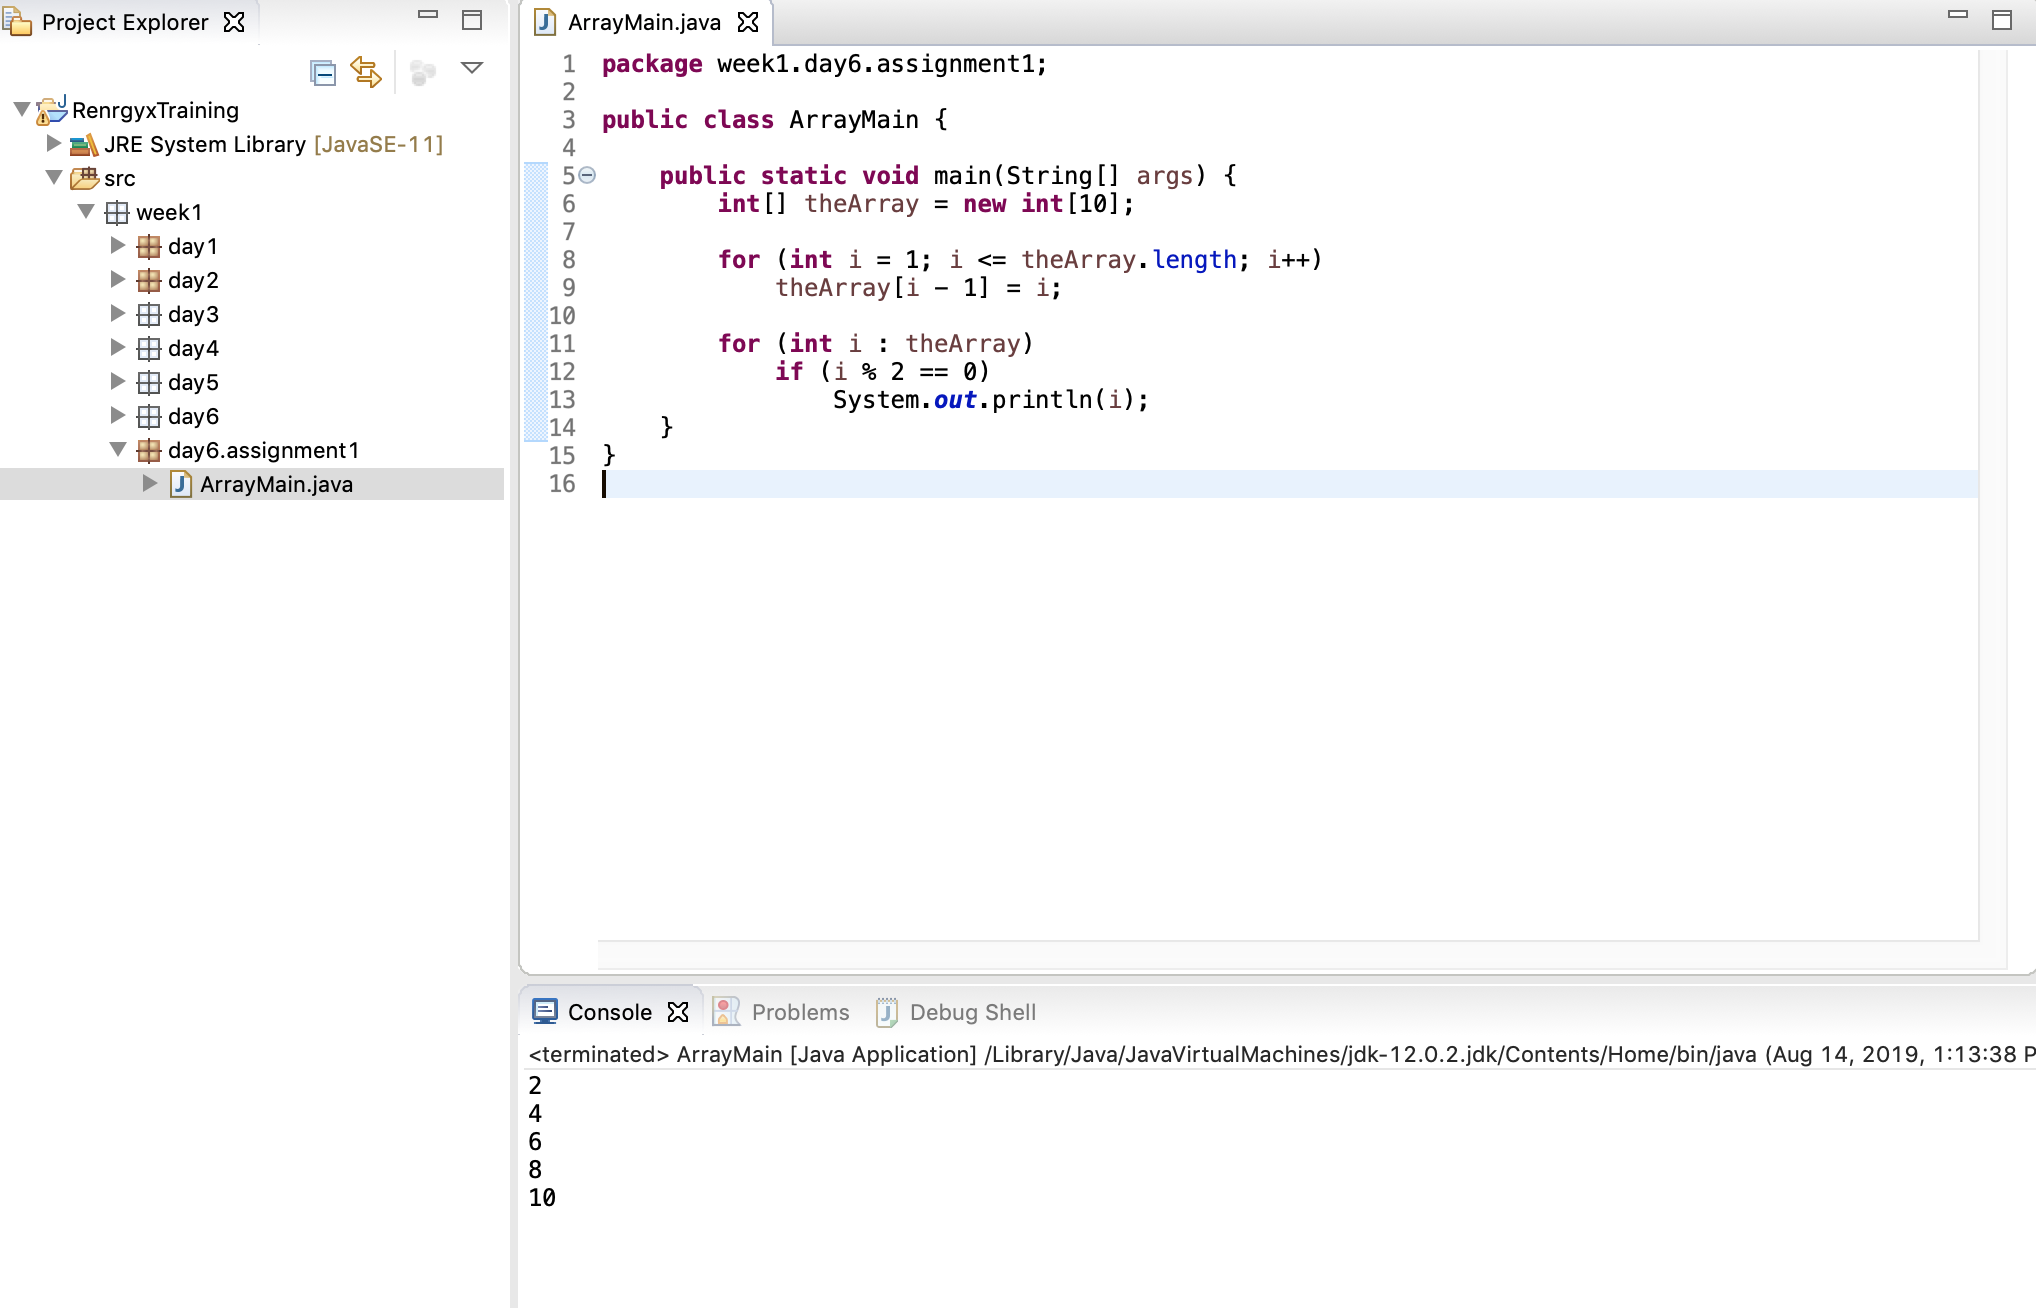 Project Explorer
RenrgyxTraining
JRE System Library [JavaSE-11]
src
week1
day1
day2
day3
day4
day5
day6
day6.assignment1
ArrayMain.java
ArrayMain.java
1 package week1.day6.assignment1;
2
3 public class ArrayMain {
4
5 public static void main(String[] args) {
6 int[] theArray = new int[10];
7
8 for (int i = 1; i <= theArray.length; i++)
9 theArray[i - 1] = i;
10
11 for (int i : theArray)
12 if (i % 2 == 0)
13 System.out.println(i);
14 }
15 }
16
Console Problems Debug Shell
<terminated> ArrayMain [Java Application] /Library/Java/JavaVirtualMachines/jdk-12.0.2.jdk/Contents/Home/bin/java (Aug 14, 2019, 1:13:38 P
2
4
6
8
10